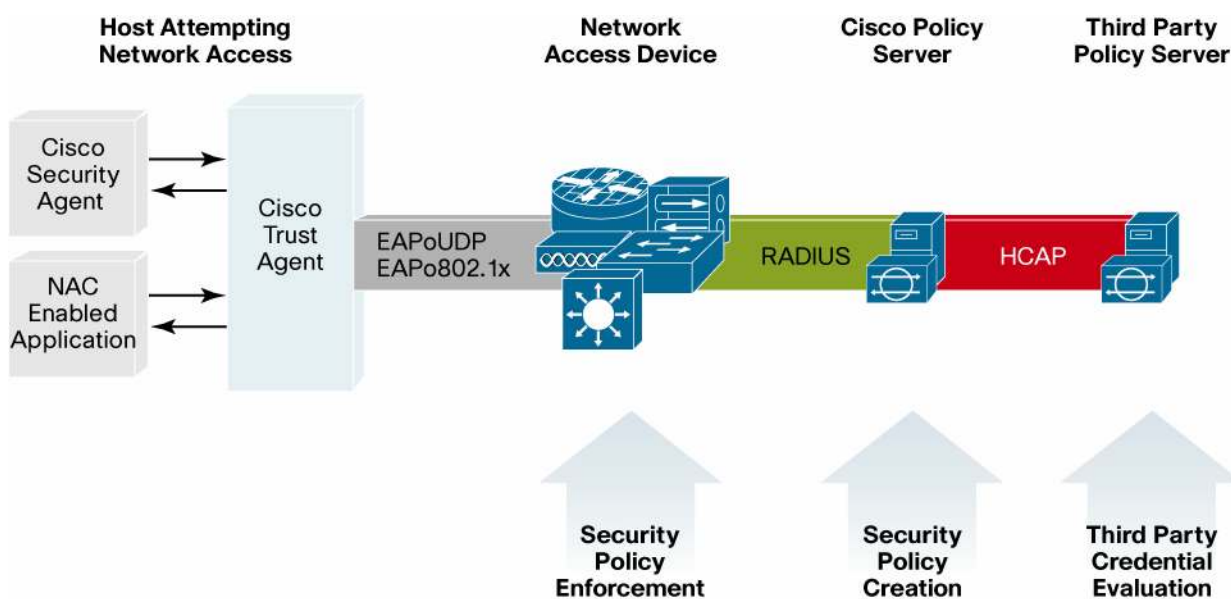 Host Attempting
Network Access
Network
Access Device
Cisco Policy
Server
Third Party
Policy Server
Cisco
Security
Agent
NAC
Enabled
Application
Cisco
Trust
Agent
EAPoUDP
EAPo802.1x
RADIUS
HCAP
Security
Policy
Enforcement
Security
Policy
Creation
Third Party
Credential
Evaluation